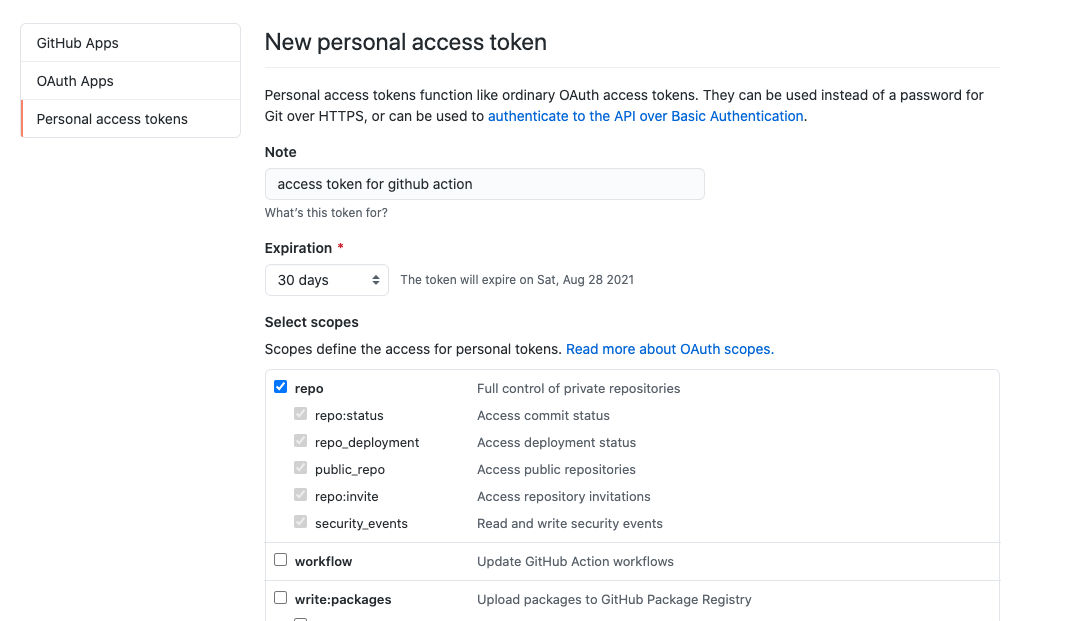 GitHub Apps
OAuth Apps
Personal access tokens
New personal access token
Personal access tokens function like ordinary OAuth access tokens. They can be used instead of a password for
Git over HTTPS, or can be used to authenticate to the API over Basic Authentication.
Note
access token for github action
What's this token for?
Expiration *
30 days The token will expire on Sat, Aug 28 2021
Select scopes
Scopes define the access for personal tokens. Read more about OAuth scopes.
repo Full control of private repositories
repo:status Access commit status
repo_deployment Access deployment status
public_repo Access public repositories
repo:invite Access repository invitations
security_events Read and write security events
workflow Update GitHub Action workflows
write:packages Upload packages to GitHub Package Registry